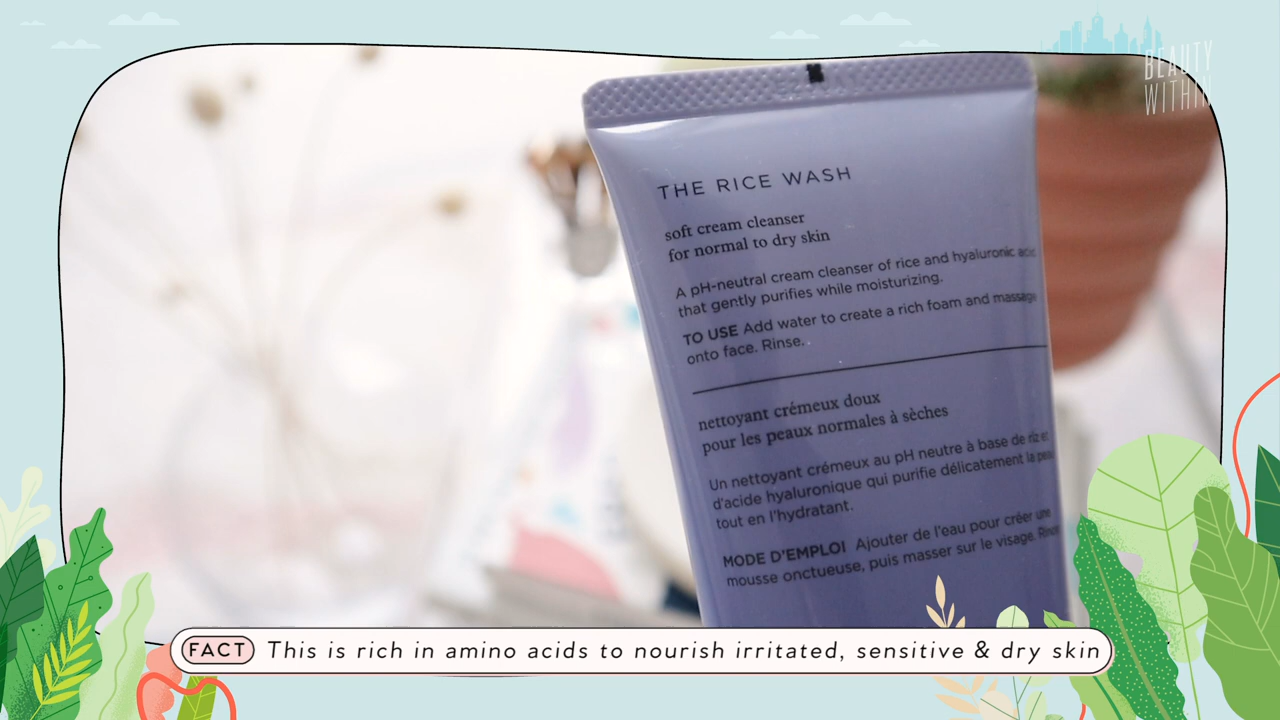 BEAUTY
WITHIN
THE RICE WASH
soft cream cleanser
for normal to dry skin
A pH-neutral cream cleanser of rice and hyaluronic acid
that gently purifies while moisturizing.
TO USE Add water to create a rich foam and massage
onto face. Rinse.
nettoyant crémeux doux
pour les peaux normales à sèches
Un nettoyant crémeux au pH neutre à base de riz et
d'acide hyaluronique qui purifie délicatement la peau
tout en l'hydratant.
MODE D'EMPLOI Ajouter de l'eau pour créer une
mousse onctueuse, puis masser sur le visage.
FACT This is rich in amino acids to nourish irritated, sensitive & dry skin